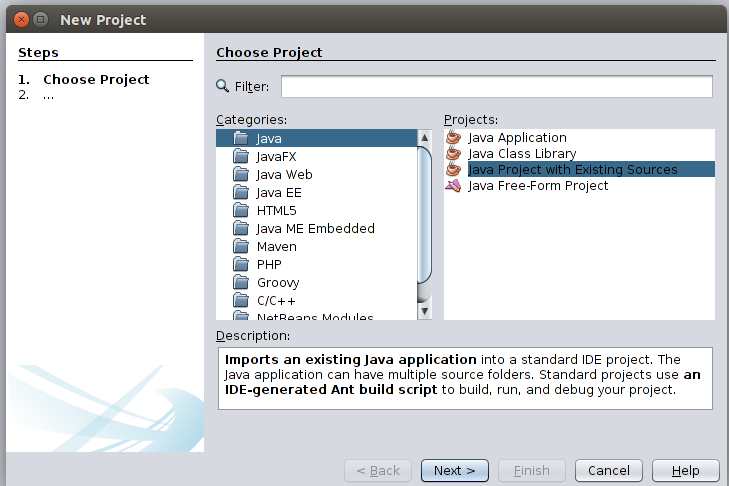 New Project
Steps
1. Choose Project
2. ...
Choose Project
Filter:
Categories:
Java
JavaFX
Java Web
Java EE
HTML5
Java ME Embedded
Maven
PHP
Groovy
C/C++
NetBeans Modules
Projects:
Java Application
Java Class Library
Java Project with Existing Sources
Java Free-Form Project
Description:
Imports an existing Java application into a standard IDE project. The
Java application can have multiple source folders. Standard projects use an
IDE-generated Ant build script to build, run, and debug your project.
< Back
Next >
Finish
Cancel
Help